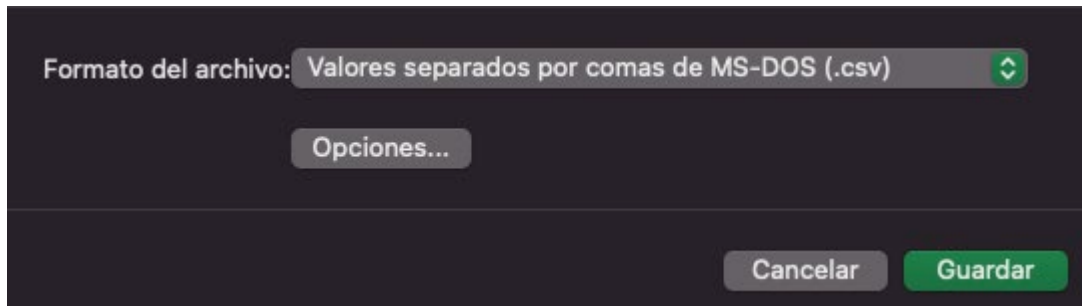 Formato del archivo: Valores separados por comas de MS-DOS (.csv)
Opciones...
Cancelar Guardar